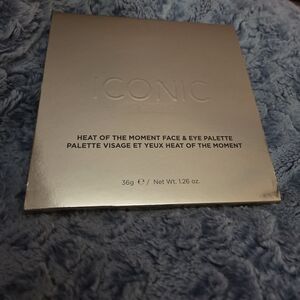 ICONIC
HEAT OF THE MOMENT FACE & EYE PALETTE
PALETTE VISAGE ET YEUX HEAT OF THE MOMENT
36g ℮ / Net Wt. 1.26 oz.